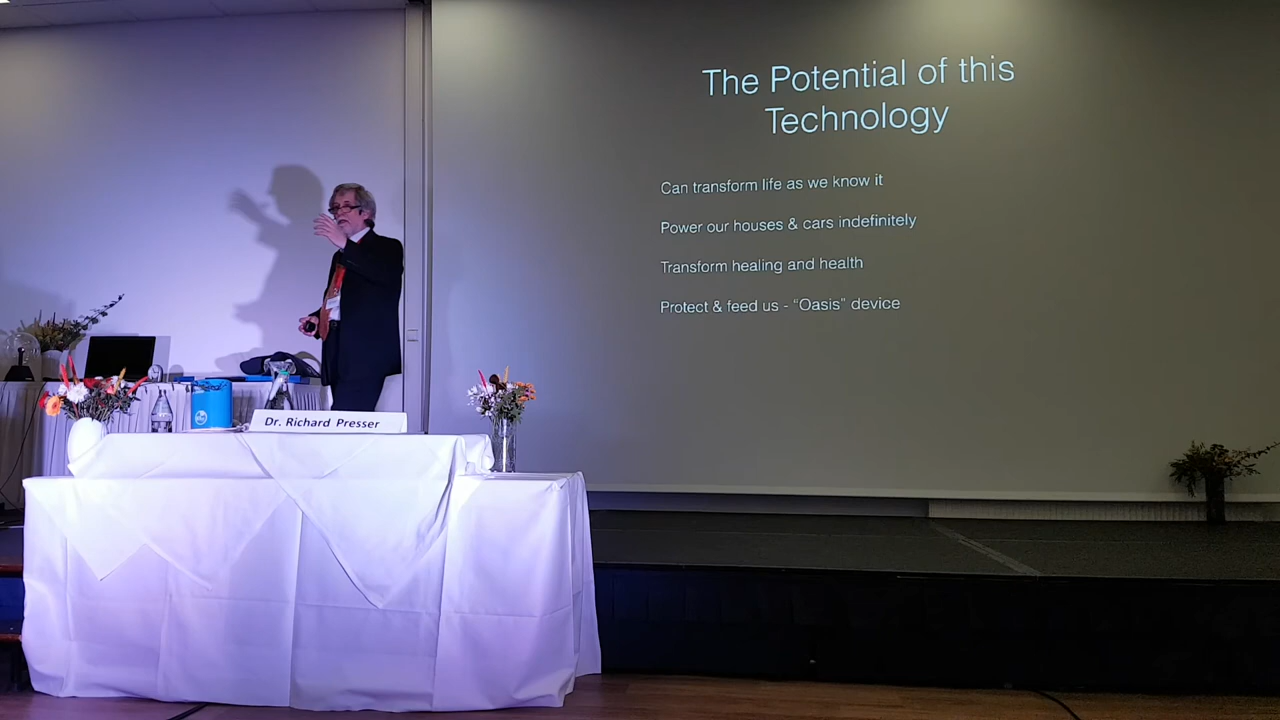 The Potential of this
Technology
Can transform life as we know it
Power our houses & cars indefinitely
Transform healing and health
Protect & feed us - “Oasis” device
Dr. Richard Presser